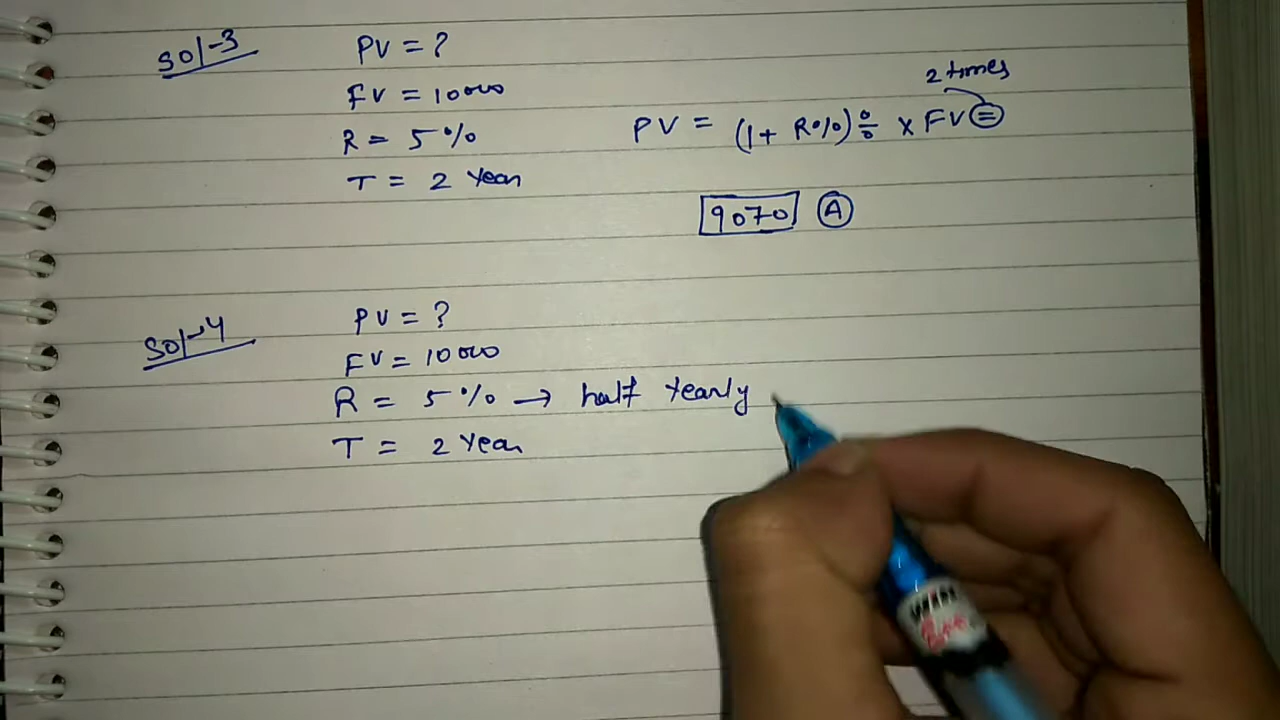 Sol-3
PV = ?
FV = 10000
R = 5%
T = 2 Year
2 times
PV = (1 + R%) ÷ × FV =
9070 A
Sol-4
PV = ?
FV = 10000
R = 5% → half Yearly
T = 2 Year